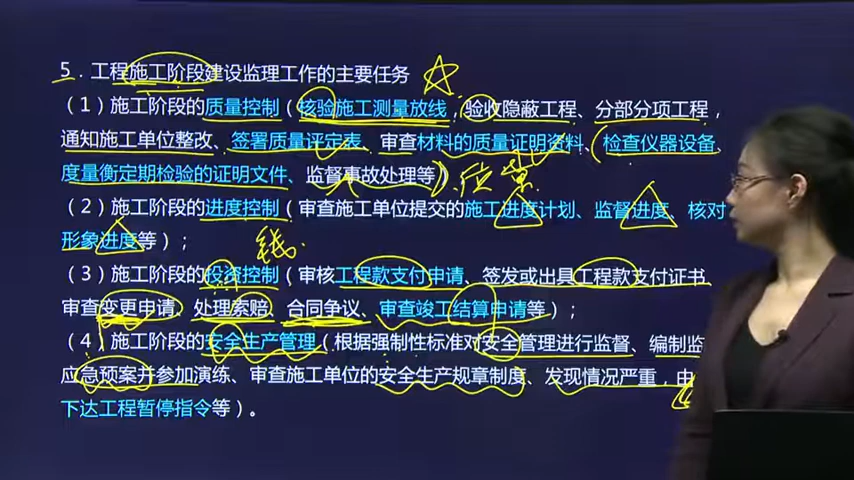 5．工程施工阶段建设监理工作的主要任务
（1）施工阶段的质量控制（核验施工测量放线，验收隐蔽工程、分部分项工程，
通知施工单位整改、签署质量评定表、审查材料的质量证明资料、检查仪器设备、
度量衡定期检验的证明文件、监督事故处理等）
（2）施工阶段的进度控制（审查施工单位提交的施工进度计划、监督进度、核对
形象进度等）；
钱
（3）施工阶段的投资控制（审核工程款支付申请、签发或出具工程款支付证书
审查变更申请、处理索赔、合同争议、审查竣工结算申请等）；
（4）施工阶段的安全生产管理（根据强制性标准对安全管理进行监督、编制监
应急预案并参加演练、审查施工单位的安全生产规章制度、发现情况严重，由
下达工程暂停指令等）。